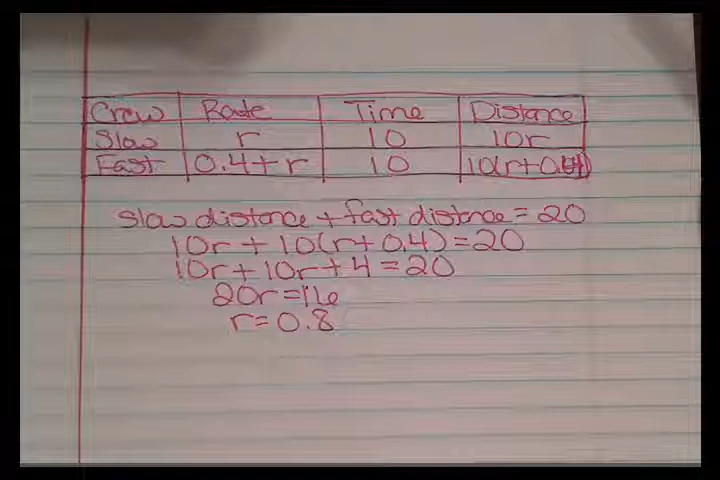 Crew Rate Time Distance
Slow r 10 10r
Fast 0.4+r 10 10(r+0.4)
slow distance + fast distance = 20
10r + 10(r+0.4) = 20
10r + 10r + 4 = 20
20r = 16
r = 0.8